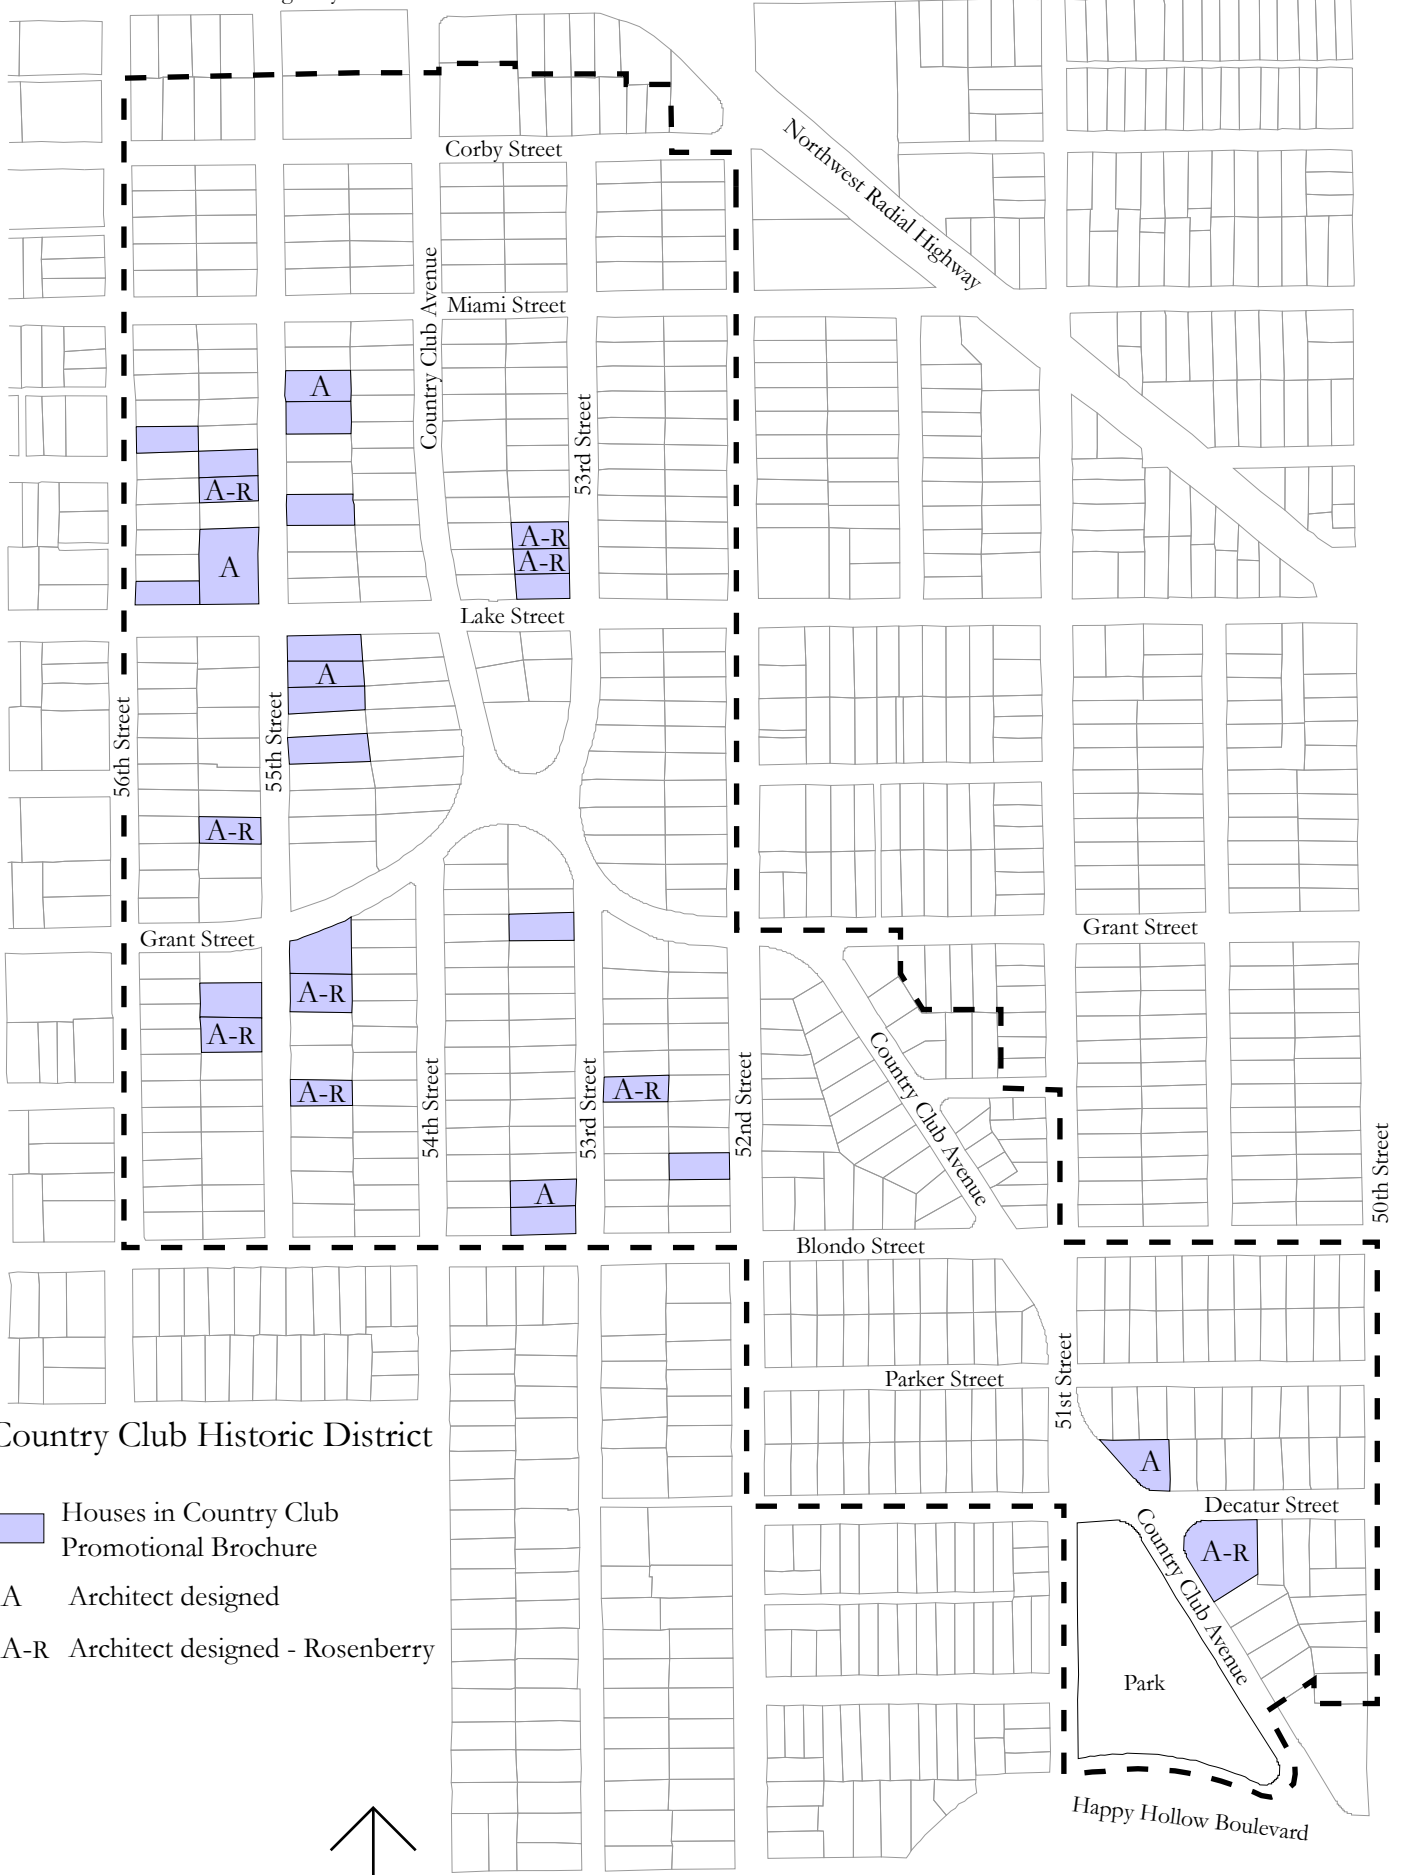 Corby Street
Northwest Radial Highway
Country Club Avenue
Miami Street
A
53rd Street
A-R
A-R
A-R
A
Lake Street
A
56th Street
55th Street
A-R
Grant Street
Grant Street
A-R
A-R
Country Club Avenue
A-R
A-R
54th Street
53rd Street
52nd Street
50th Street
A
Blondo Street
51st Street
Parker Street
Country Club Historic District
A
Decatur Street
Houses in Country Club
Promotional Brochure
Country Club Avenue
A-R
A Architect designed
A-R Architect designed - Rosenberry
Park
Happy Hollow Boulevard